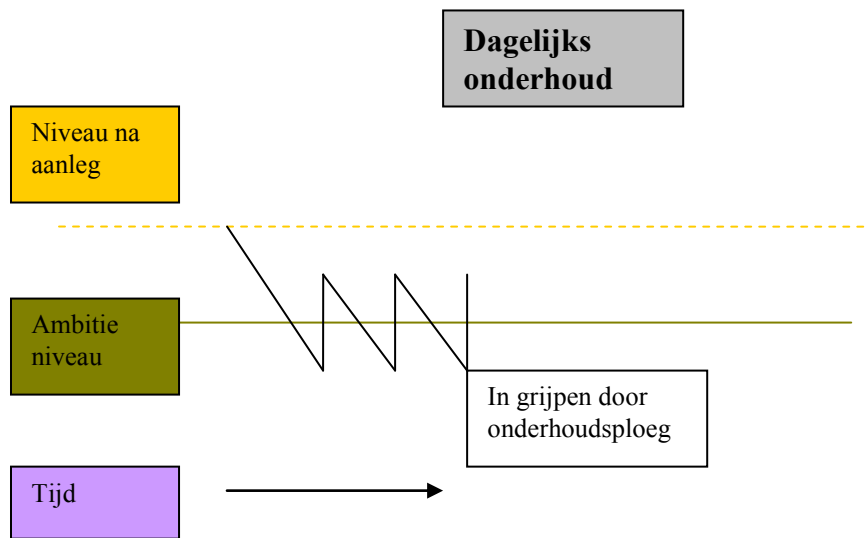 Dagelijks
onderhoud
Niveau na
aanleg
Ambitie
niveau
In grijpen door
onderhoudsploeg
Tijd